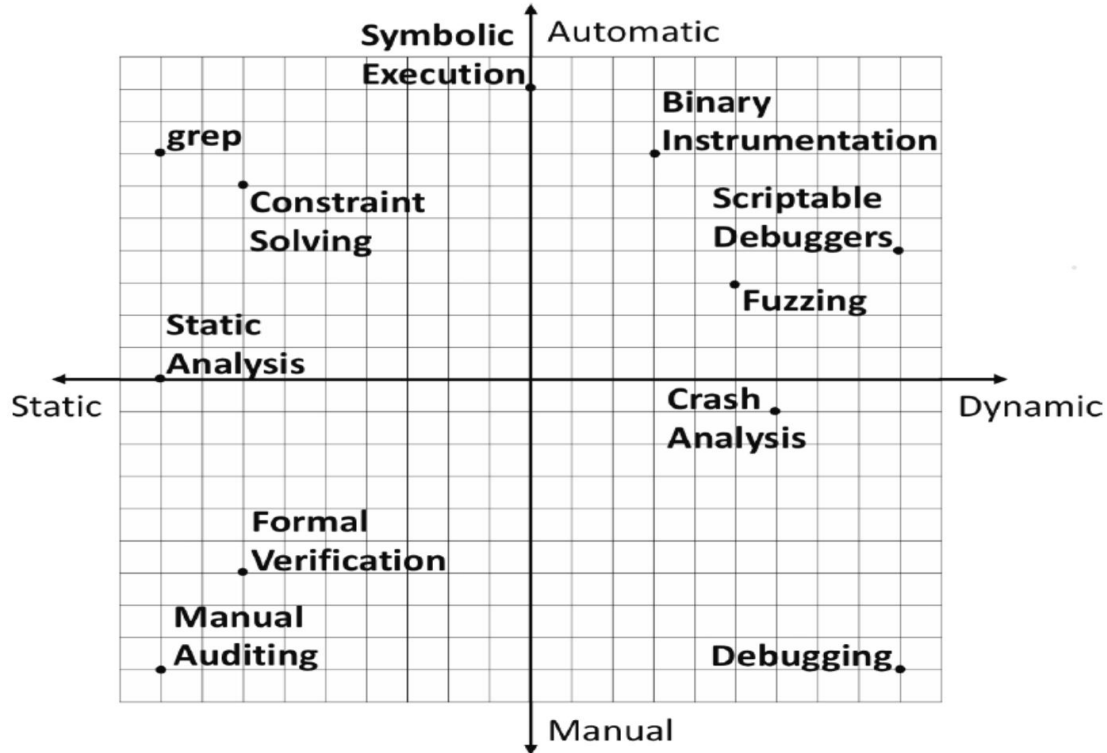 Symbolic
Execution
Automatic
Binary
Instrumentation
grep
Constraint
Solving
Scriptable
Debuggers
Fuzzing
Static
Analysis
Static
Dynamic
Crash
Analysis
Formal
Verification
Manual
Auditing
Debugging
Manual